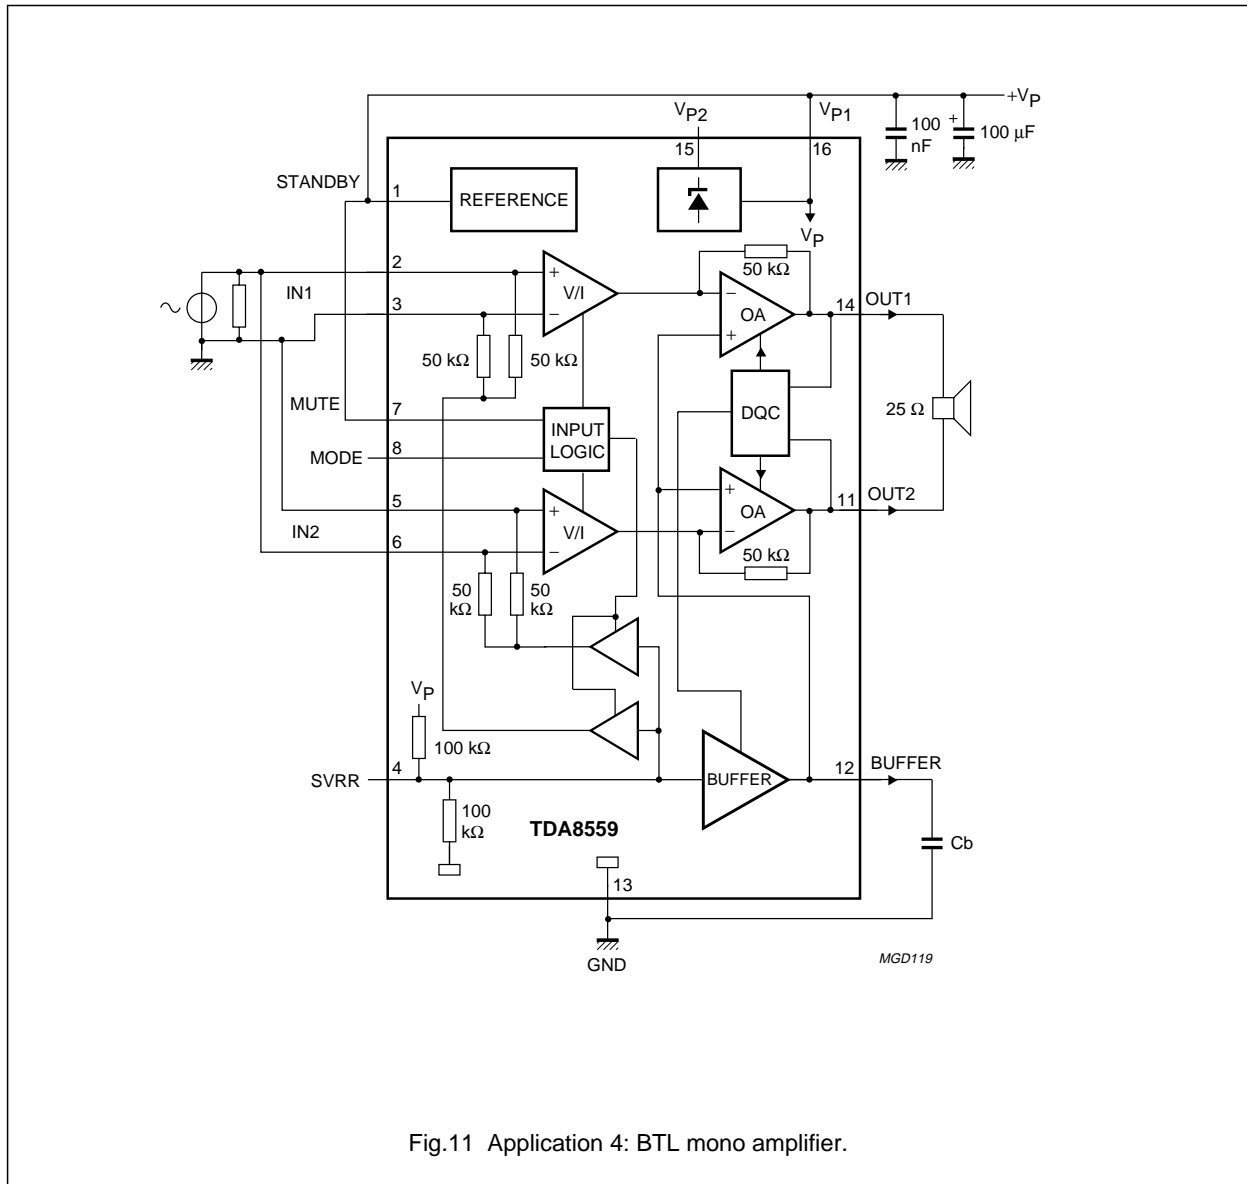 +VP
VP2
VP1
100
nF
+
100 μF
15
16
STANDBY
1
REFERENCE
VP
2
50 kΩ
+
V/I
−
−
OA
+
14
OUT1
IN1
3
50 kΩ
50 kΩ
MUTE
7
INPUT
LOGIC
DQC
25 Ω
8
MODE
5
+
V/I
−
+
OA
−
11
OUT2
IN2
6
50 kΩ
50
kΩ
50
kΩ
VP
100 kΩ
4
SVRR
BUFFER
12
BUFFER
100
kΩ
TDA8559
Cb
13
GND
MGD119
Fig.11 Application 4: BTL mono amplifier.